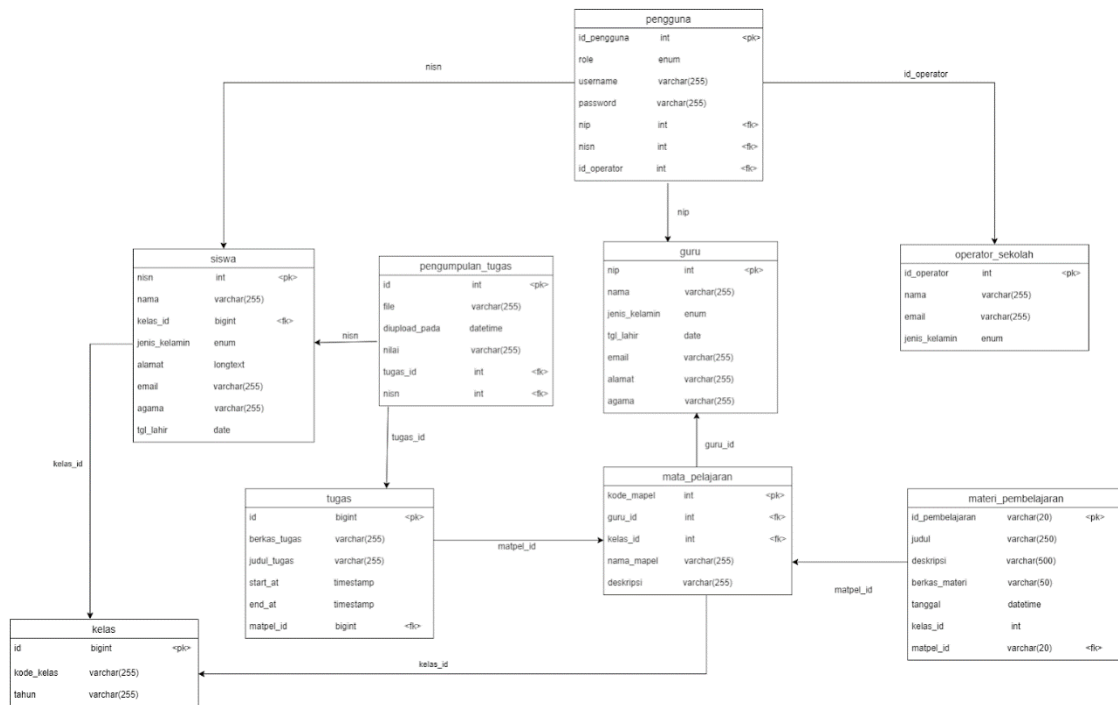 pengguna
id_pengguna int <pk>
role enum
username varchar(255)
password varchar(255)
nip int <fk>
nisn int <fk>
id_operator int <fk>
nisn
id_operator
nip
siswa
nisn int <pk>
nama varchar(255)
kelas_id bigint <fk>
jenis_kelamin enum
alamat longtext
email varchar(255)
agama varchar(255)
tgl_lahir date
pengumpulan_tugas
id int <pk>
file varchar(255)
diupload_pada datetime
nilai varchar(255)
tugas_id int <fk>
nisn int <fk>
nisn
guru
nip int <pk>
nama varchar(255)
jenis_kelamin enum
tgl_lahir date
email varchar(255)
alamat varchar(255)
agama varchar(255)
operator_sekolah
id_operator int <pk>
nama varchar(255)
email varchar(255)
jenis_kelamin enum
tugas_id
guru_id
kelas_id
tugas
id bigint <pk>
berkas_tugas varchar(255)
judul_tugas varchar(255)
start_at timestamp
end_at timestamp
matpel_id bigint <fk>
matpel_id
mata_pelajaran
kode_mapel int <pk>
guru_id int <fk>
kelas_id int <fk>
nama_mapel varchar(255)
deskripsi varchar(255)
matpel_id
materi_pembelajaran
id_pembelajaran varchar(20) <pk>
judul varchar(250)
deskripsi varchar(500)
berkas_materi varchar(50)
tanggal datetime
kelas_id int
matpel_id varchar(20) <fk>
kelas
id bigint <pk>
kode_kelas varchar(255)
tahun varchar(255)
kelas_id